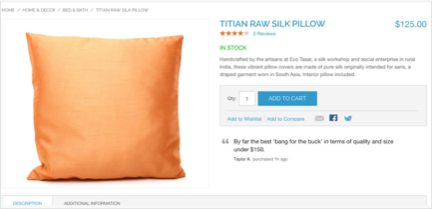 HOME / HOME & DECOR / BED & BATH / TITIAN RAW SILK PILLOW
TITIAN RAW SILK PILLOW
$125.00
3 Reviews
IN STOCK
Handcrafted by the artisans at Eco Tasar, a silk workshop and social enterprise in rural
India, these vibrant pillow covers are made of pure silk originally intended for saris, a
draped garment worn in South Asia. Interior pillow included.
Qty: 1 ADD TO CART
Add to Wishlist | Add to Compare
“ By far the best 'bang for the buck' in terms of quality and size
under $150.
Taylor A. purchased 1h ago
DESCRIPTION
ADDITIONAL INFORMATION